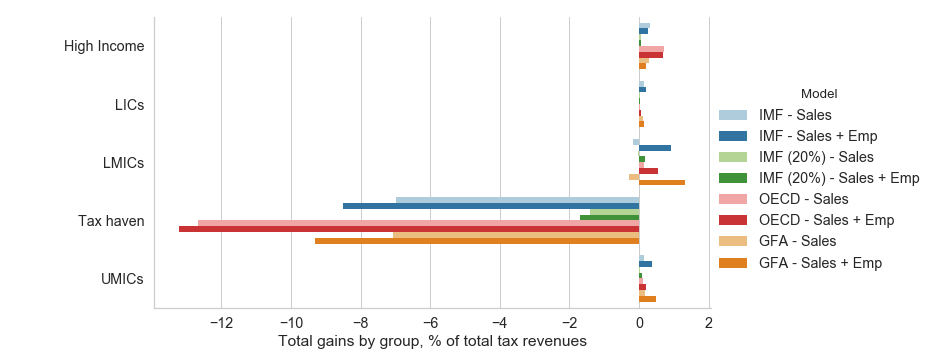 High Income
LICs
LMICs
Tax haven
UMICs
−12 −10 −8 −6 −4 −2 0 2
Total gains by group, % of total tax revenues
Model
IMF - Sales
IMF - Sales + Emp
IMF (20%) - Sales
IMF (20%) - Sales + Emp
OECD - Sales
OECD - Sales + Emp
GFA - Sales
GFA - Sales + Emp